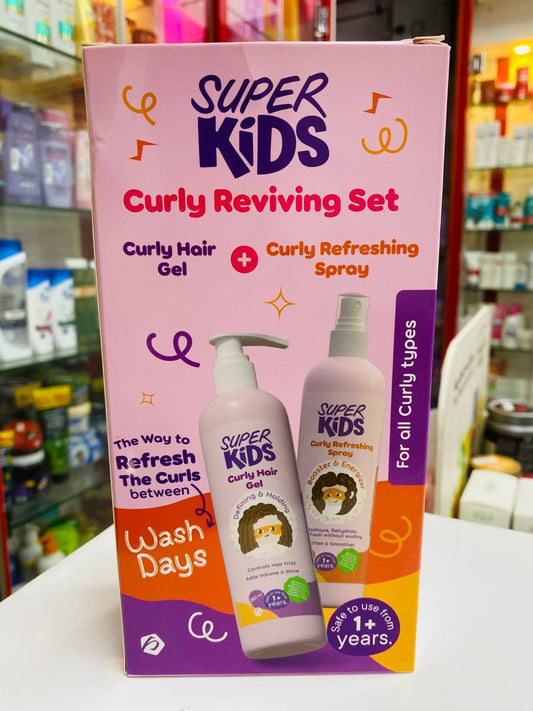 SUPER
KiDS
Curly Reviving Set
Curly Hair
Gel
+
Curly Refreshing
Spray
For all Curly types
The Way to
Refresh
The Curls
between
Wash
Days
SUPER
KiDS
Curly Hair
Gel
Defining & Holding
Controls Hair Frizz
Adds Volume & Shine
1+
years.
SUPER
KiDS
Curly Refreshing
Spray
Booster & Energizer
Reshape, Rehydrate
fresh without washing
Soften & Smoothes
1+
years
Safe to use from
1+
years.